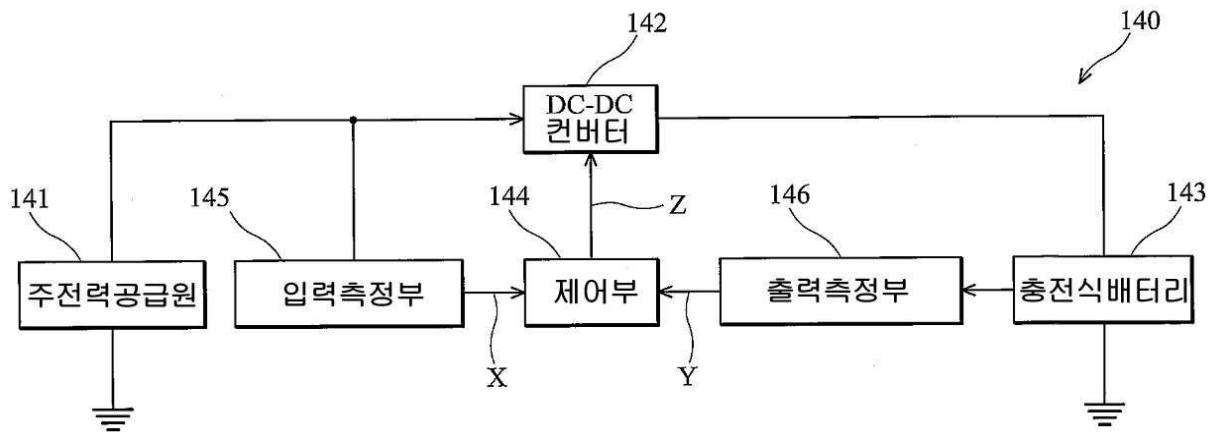 142
140
DC-DC
컨버터
141
145
144
Z
146
143
주전력공급원
입력측정부
제어부
출력측정부
충전식배터리
X
Y